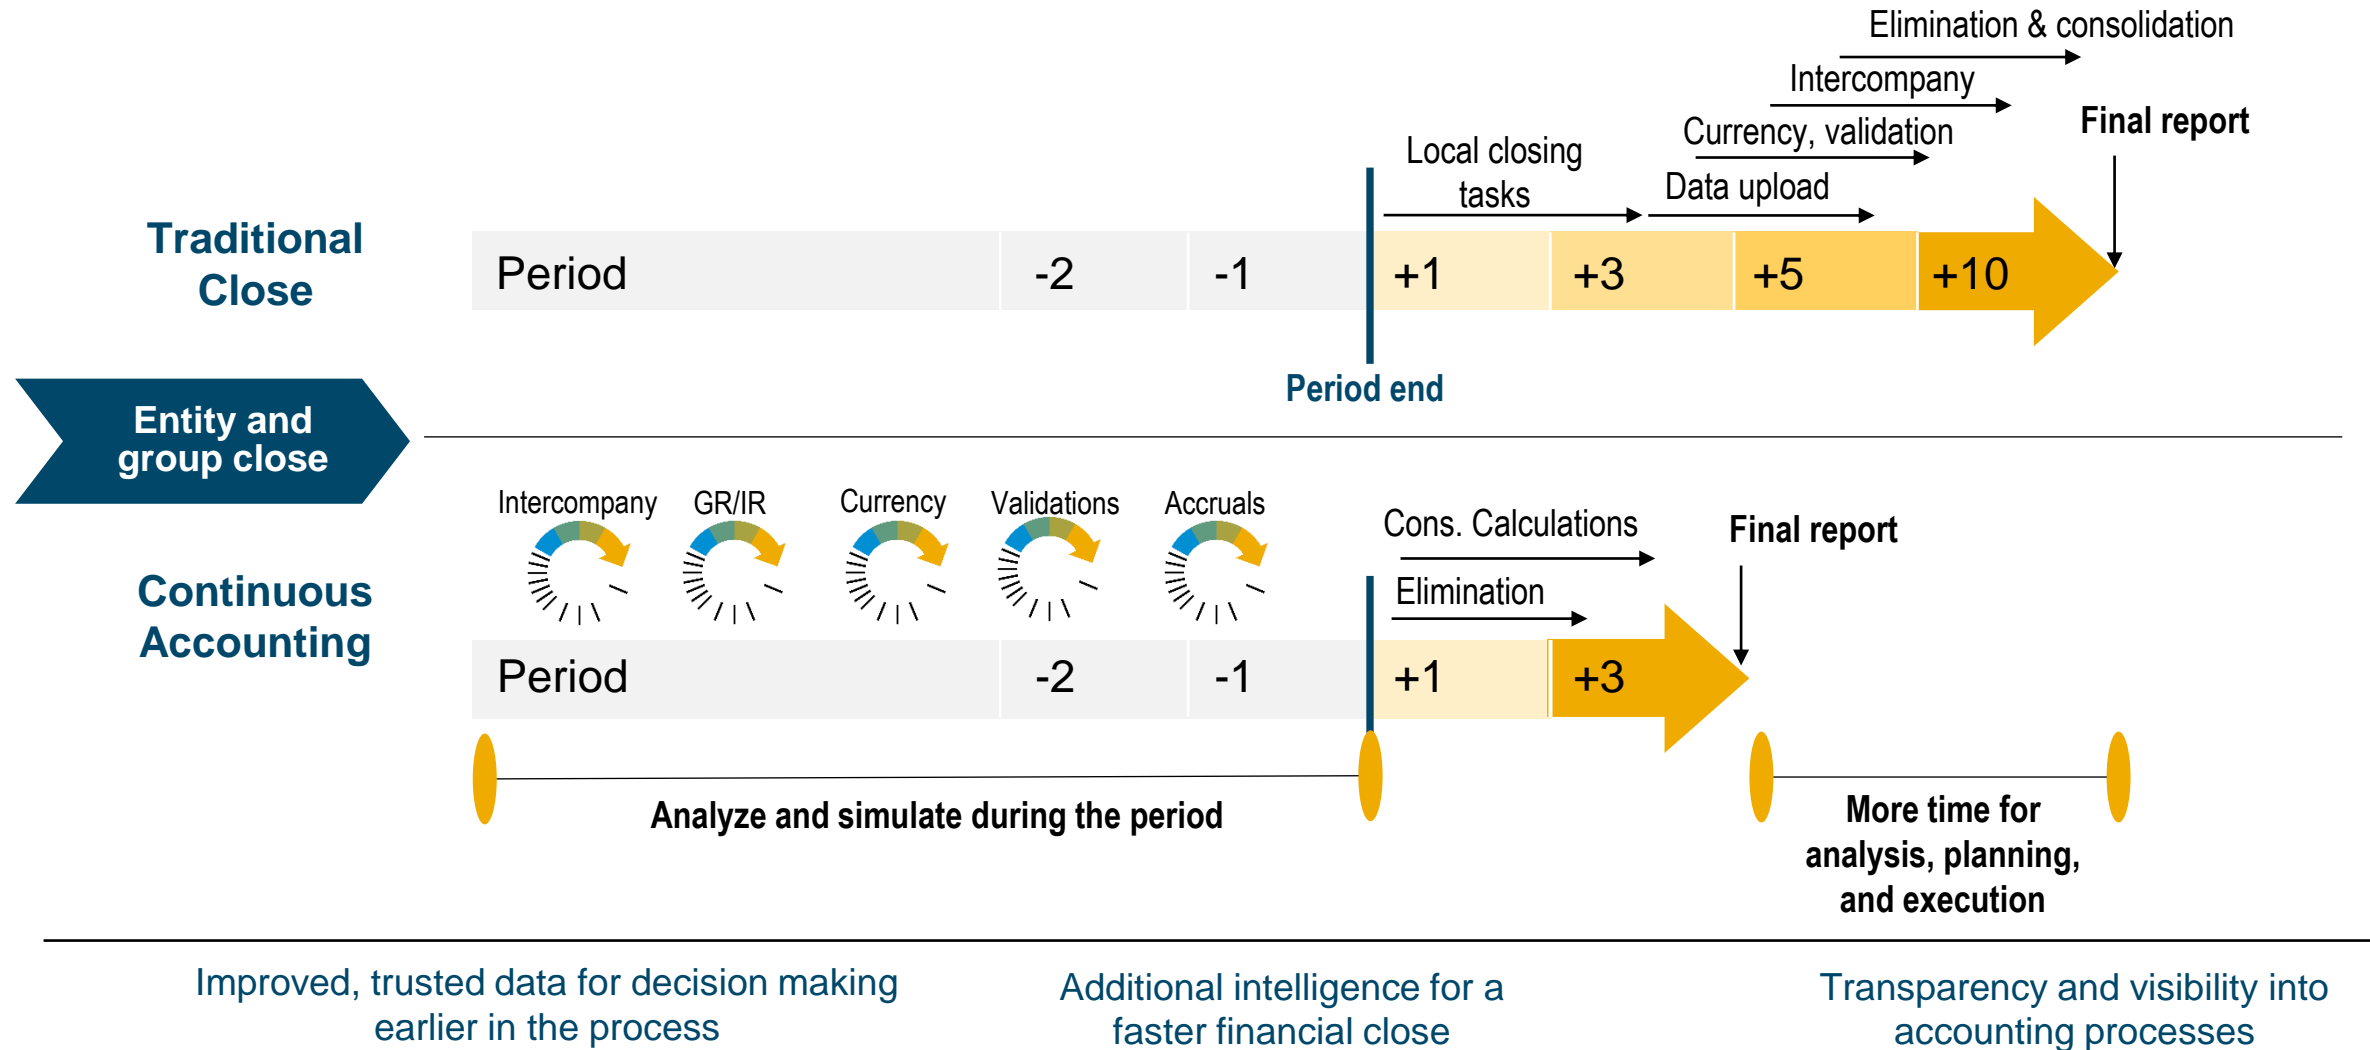 Elimination & consolidation
Intercompany
Final report
Currency, validation
Local closing
tasks
Data upload
Traditional
Close
Period
-2
-1
+1
+3
+5
+10
Period end
Entity and
group close
Intercompany
GR/IR
Currency
Validations
Accruals
Cons. Calculations
Final report
Elimination
Continuous
Accounting
Period
-2
-1
+1
+3
Analyze and simulate during the period
More time for
analysis, planning,
and execution
Improved, trusted data for decision making
earlier in the process
Additional intelligence for a
faster financial close
Transparency and visibility into
accounting processes